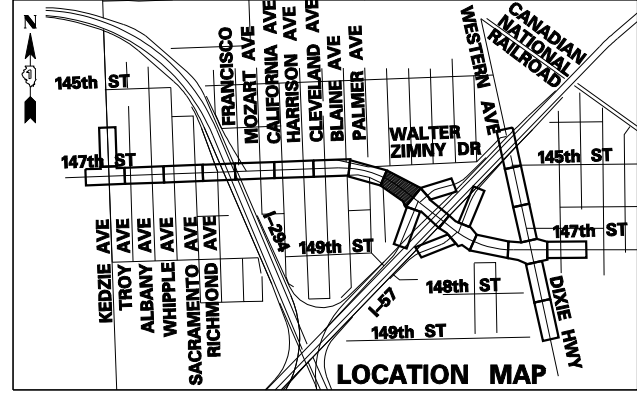 N
145th ST
147th ST
FRANCISCO
MOZART AVE
CALIFORNIA AVE
HARRISON AVE
CLEVELAND AVE
BLAINE AVE
PALMER AVE
WESTERN AVE
CANADIAN
NATIONAL
RAILROAD
WALTER
ZIMNY DR
145th ST
147th ST
KEDZIE AVE
TROY AVE
ALBANY AVE
WHIPPLE AVE
SACRAMENTO AVE
RICHMOND AVE
I-294
149th ST
I-57
148th ST
149th ST
DIXIE HWY
LOCATION MAP